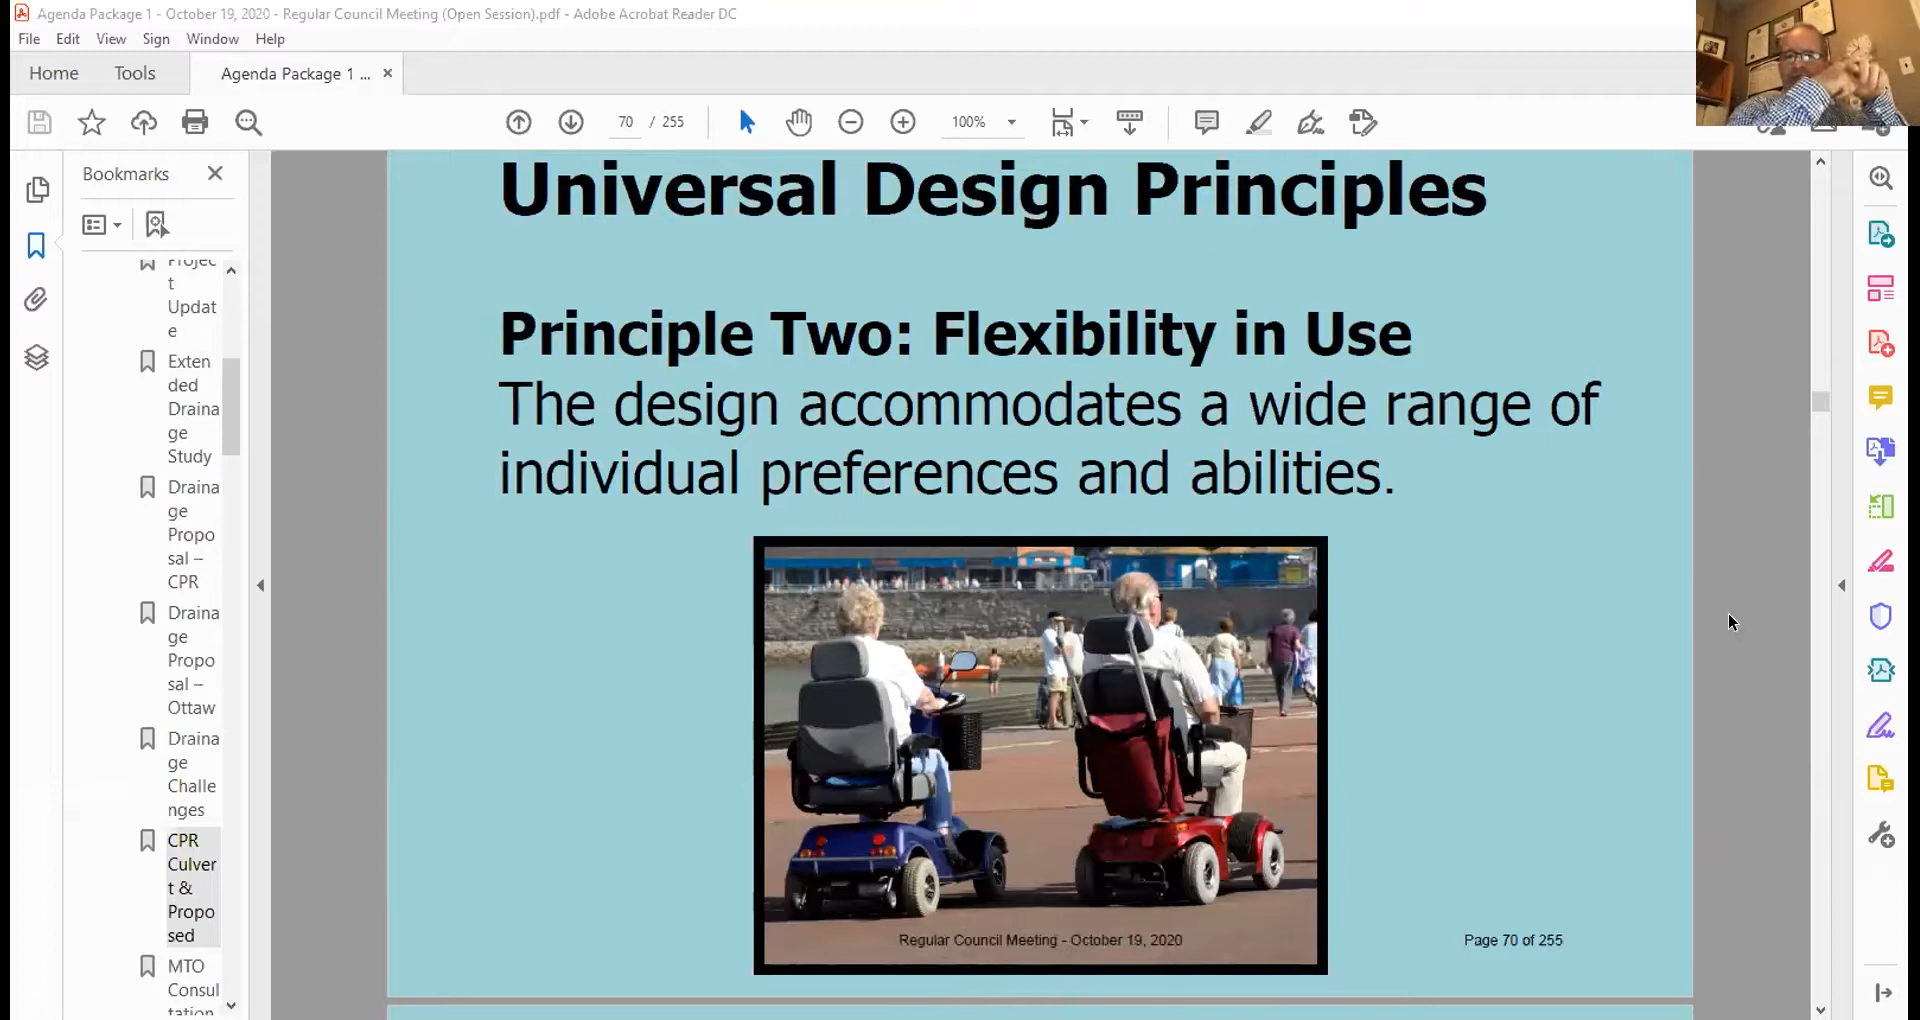 Agenda Package 1 - October 19, 2020 - Regular Council Meeting (Open Session).pdf - Adobe Acrobat Reader DC
File Edit View Sign Window Help
Home Tools Agenda Package 1 ... ×
70 / 255 100%
Bookmarks
Projec
t
Updat
e
Exten
ded
Draina
ge
Study
Draina
ge
Propo
sal –
CPR
Draina
ge
Propo
sal –
Ottaw
Draina
ge
Challe
nges
CPR
Culver
t &
Propo
sed
MTO
Consul
tation
Universal Design Principles
Principle Two: Flexibility in Use
The design accommodates a wide range of
individual preferences and abilities.
Regular Council Meeting - October 19, 2020
Page 70 of 255